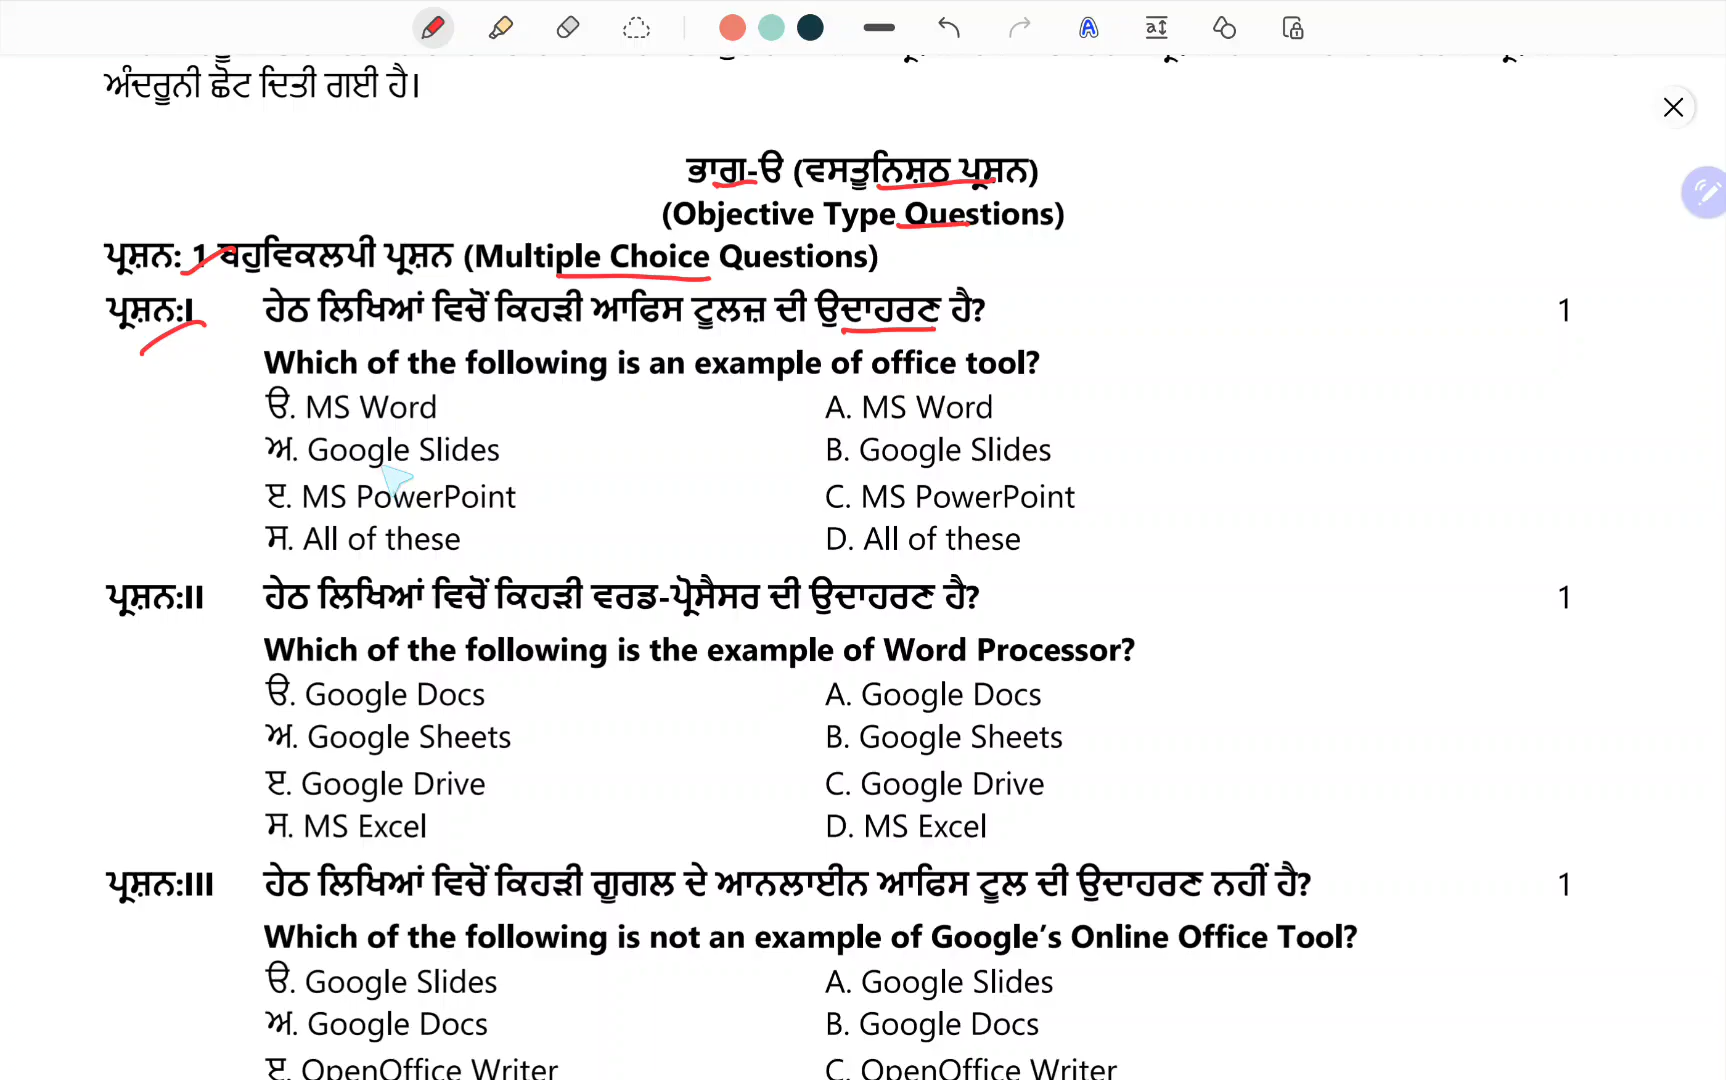 ਅੰਦਰੂਨੀ ਛੋਟ ਦਿਤੀ ਗਈ ਹੈ।
ਭਾਗ-ੳ (ਵਸਤੂਨਿਸ਼ਠ ਪ੍ਰਸ਼ਨ)
(Objective Type Questions)
ਪ੍ਰਸ਼ਨ: 1 ਬਹੁਵਿਕਲਪੀ ਪ੍ਰਸ਼ਨ (Multiple Choice Questions)
ਪ੍ਰਸ਼ਨ:I ਹੇਠ ਲਿਖਿਆਂ ਵਿਚੋਂ ਕਿਹੜੀ ਆਫਿਸ ਟੂਲਜ਼ ਦੀ ਉਦਾਹਰਣ ਹੈ? 1
Which of the following is an example of office tool?
ੳ. MS Word A. MS Word
ਅ. Google Slides B. Google Slides
ੲ. MS PowerPoint C. MS PowerPoint
ਸ. All of these D. All of these
ਪ੍ਰਸ਼ਨ:II ਹੇਠ ਲਿਖਿਆਂ ਵਿਚੋਂ ਕਿਹੜੀ ਵਰਡ-ਪ੍ਰੋਸੈਸਰ ਦੀ ਉਦਾਹਰਣ ਹੈ? 1
Which of the following is the example of Word Processor?
ੳ. Google Docs A. Google Docs
ਅ. Google Sheets B. Google Sheets
ੲ. Google Drive C. Google Drive
ਸ. MS Excel D. MS Excel
ਪ੍ਰਸ਼ਨ:III ਹੇਠ ਲਿਖਿਆਂ ਵਿਚੋਂ ਕਿਹੜੀ ਗੂਗਲ ਦੇ ਆਨਲਾਈਨ ਆਫਿਸ ਟੂਲ ਦੀ ਉਦਾਹਰਣ ਨਹੀਂ ਹੈ? 1
Which of the following is not an example of Google’s Online Office Tool?
ੳ. Google Slides A. Google Slides
ਅ. Google Docs B. Google Docs
ੲ. OpenOffice Writer C. OpenOffice Writer